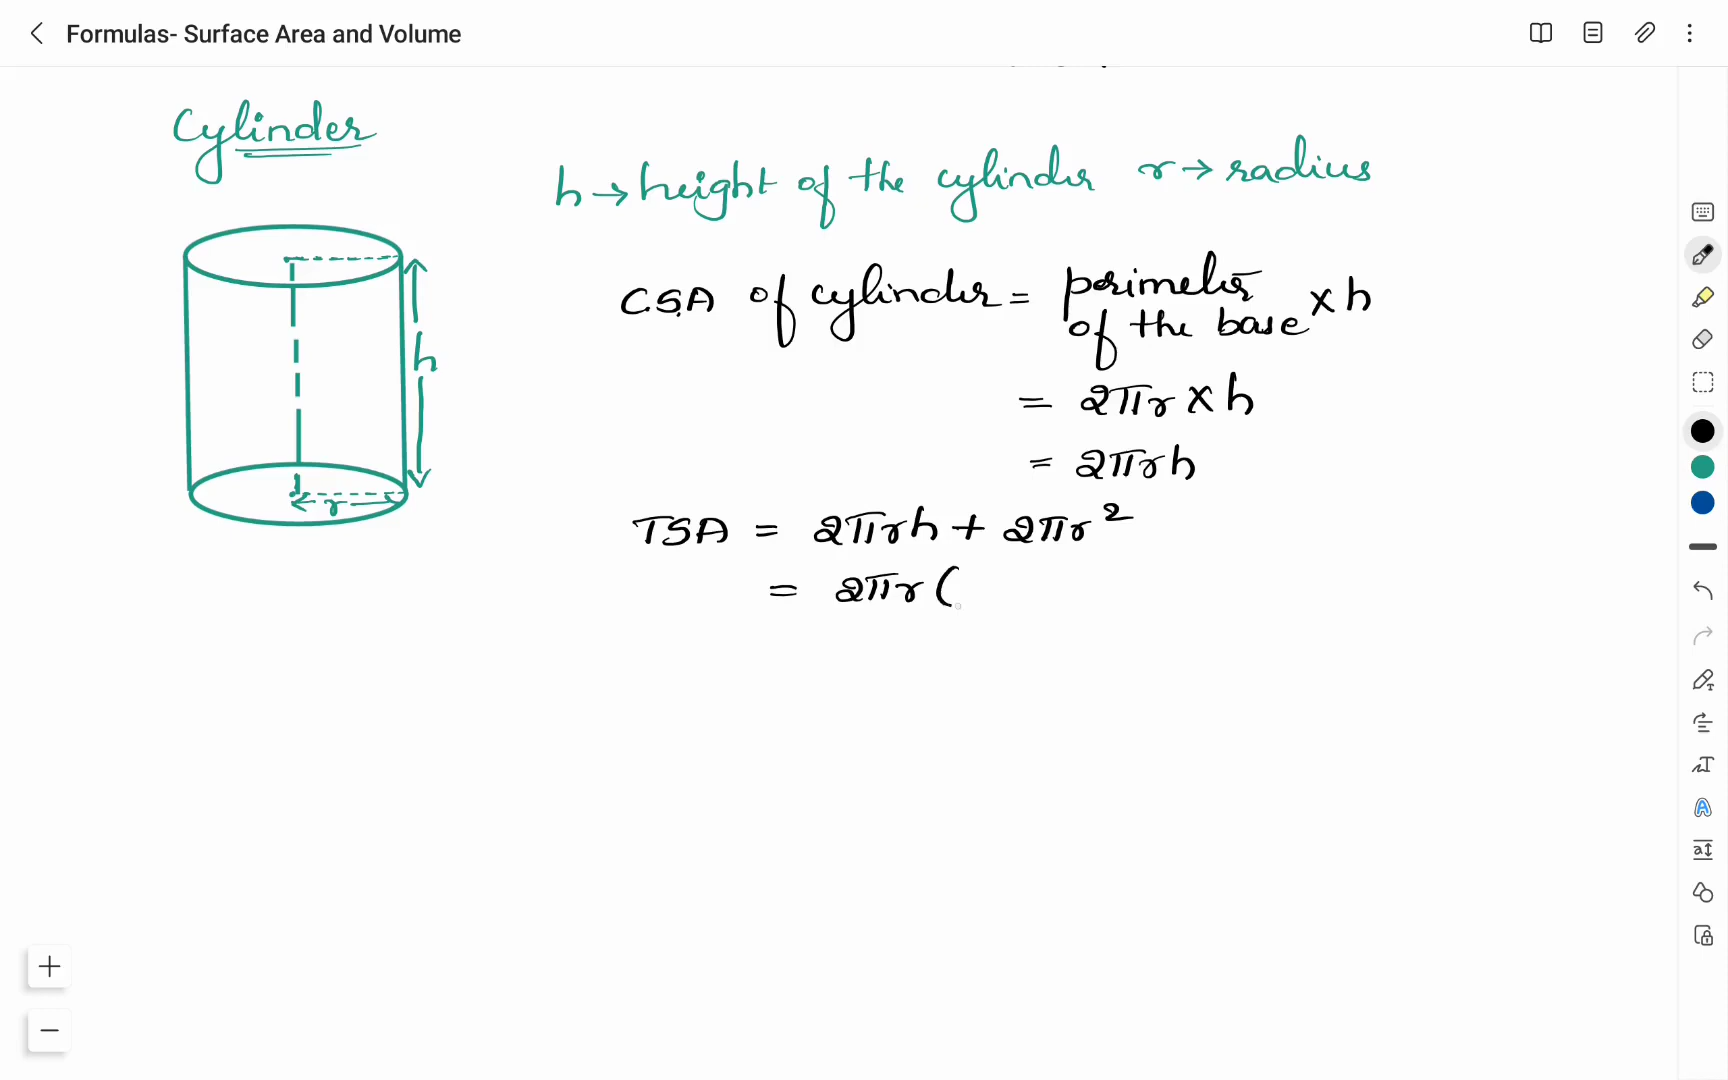 Formulas- Surface Area and Volume
Cylinder
h → height of the cylinder r → radius
CSA of cylinder = perimeter of the base × h
= 2πr × h
= 2πrh
TSA = 2πrh + 2πr²
= 2πr (
h
r